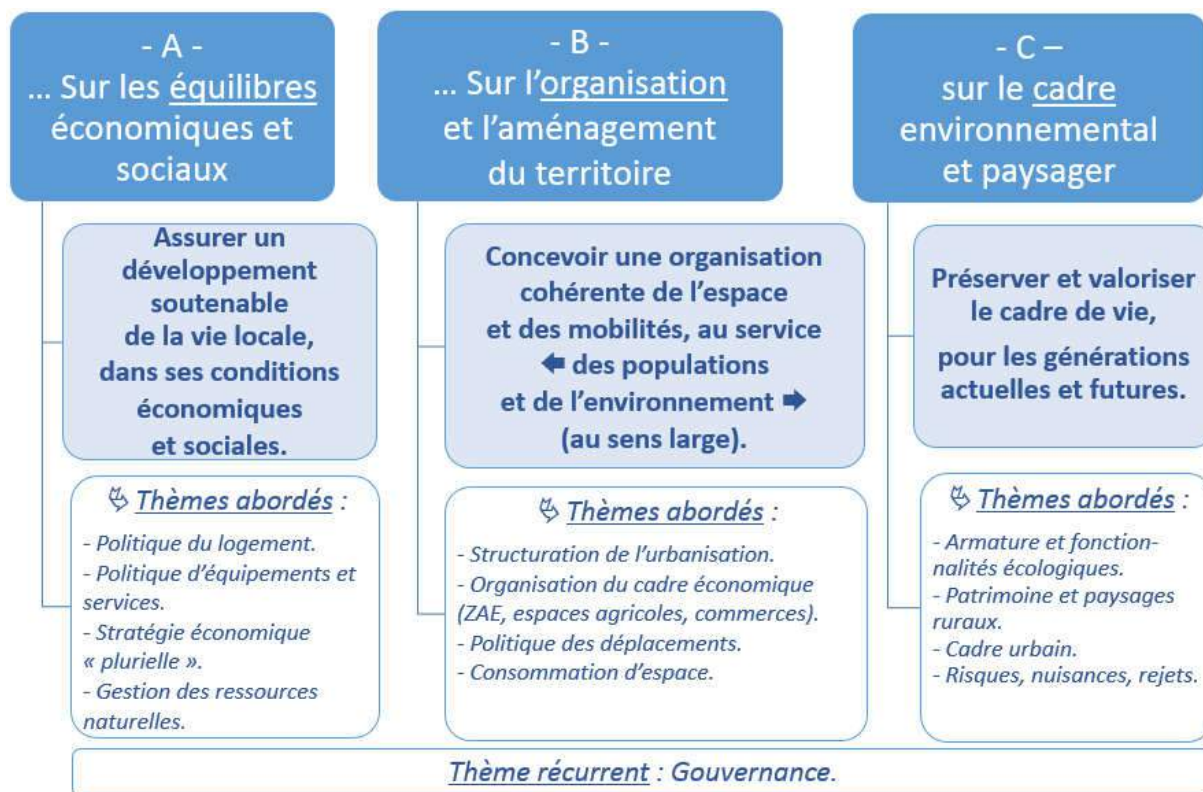 - A -
... Sur les équilibres
économiques et
sociaux
Assurer un
développement
soutenable
de la vie locale,
dans ses conditions
économiques
et sociales.
Thèmes abordés :
- Politique du logement.
- Politique d'équipements et
services.
- Stratégie économique
« plurielle ».
- Gestion des ressources
naturelles.
- B -
... Sur l'organisation
et l'aménagement
du territoire
Concevoir une organisation
cohérente de l'espace
et des mobilités, au service
🡸 des populations
et de l'environnement 🡺
(au sens large).
Thèmes abordés :
- Structuration de l'urbanisation.
- Organisation du cadre économique
(ZAE, espaces agricoles, commerces).
- Politique des déplacements.
- Consommation d'espace.
- C –
sur le cadre
environnemental
et paysager
Préserver et valoriser
le cadre de vie,
pour les générations
actuelles et futures.
Thèmes abordés :
- Armature et fonction-
nalités écologiques.
- Patrimoine et paysages
ruraux.
- Cadre urbain.
- Risques, nuisances, rejets.
Thème récurrent : Gouvernance.